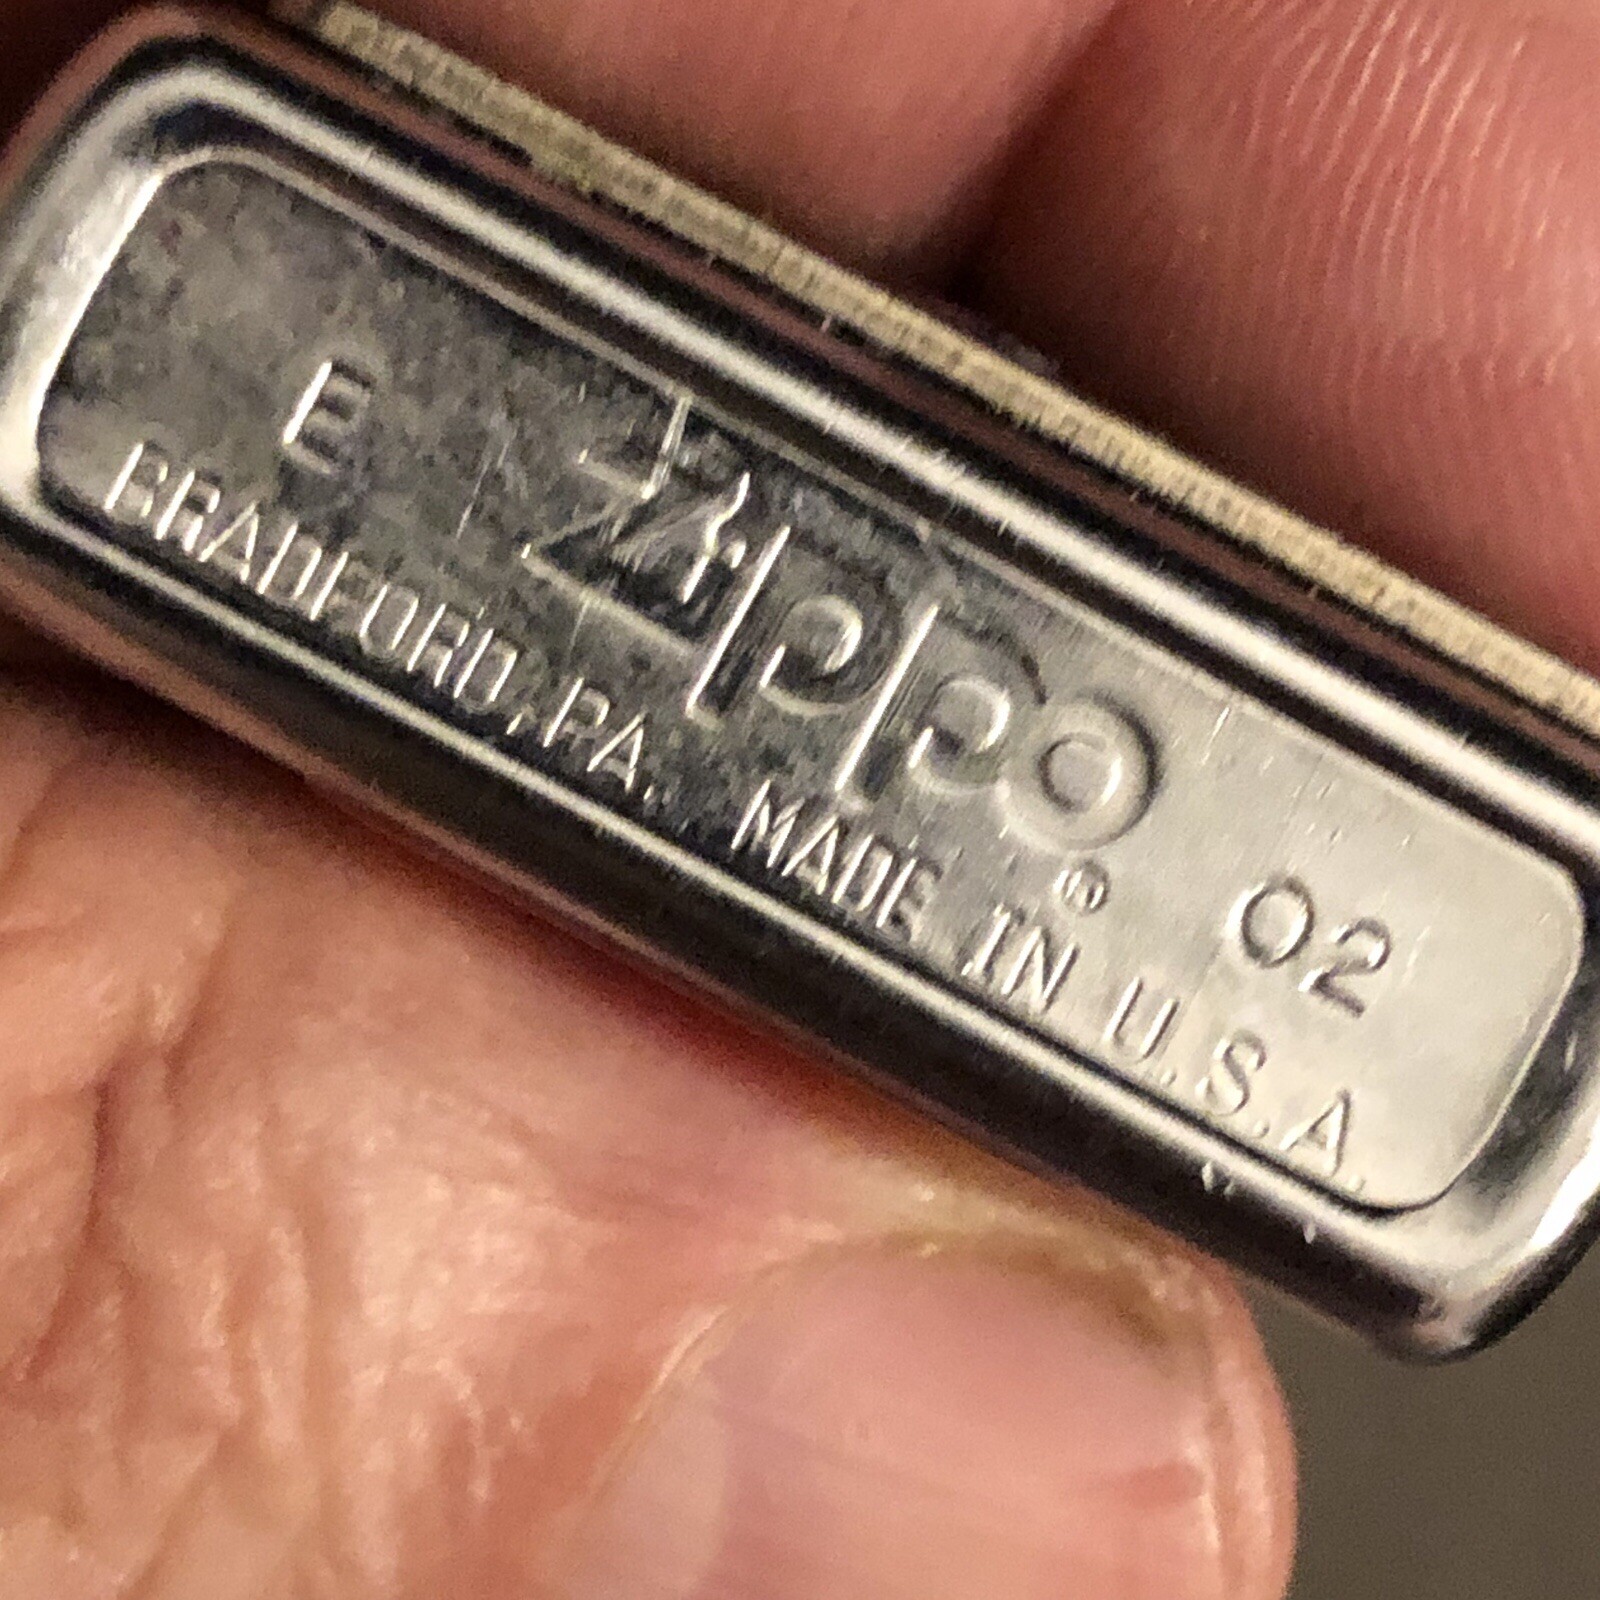 E Zippo ® 02
BRADFORD, PA. MADE IN U.S.A.